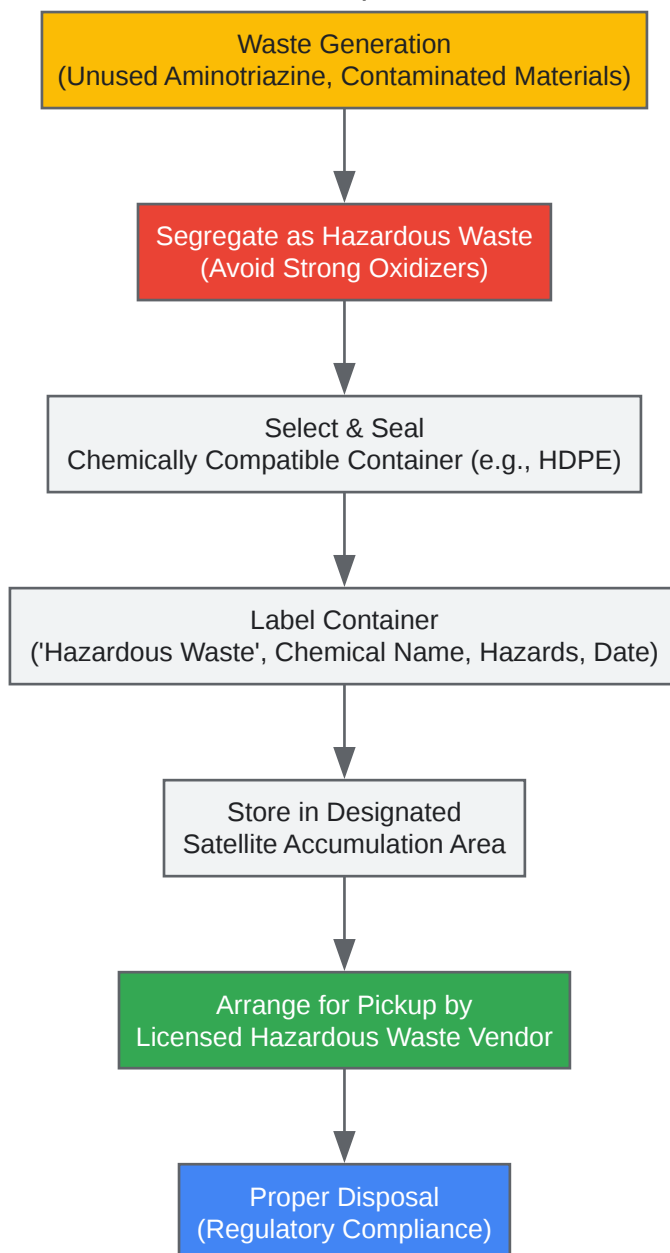 Waste Generation
(Unused Aminotriazine, Contaminated Materials)
Segregate as Hazardous Waste
(Avoid Strong Oxidizers)
Select & Seal
Chemically Compatible Container (e.g., HDPE)
Label Container
('Hazardous Waste', Chemical Name, Hazards, Date)
Store in Designated
Satellite Accumulation Area
Arrange for Pickup by
Licensed Hazardous Waste Vendor
Proper Disposal
(Regulatory Compliance)